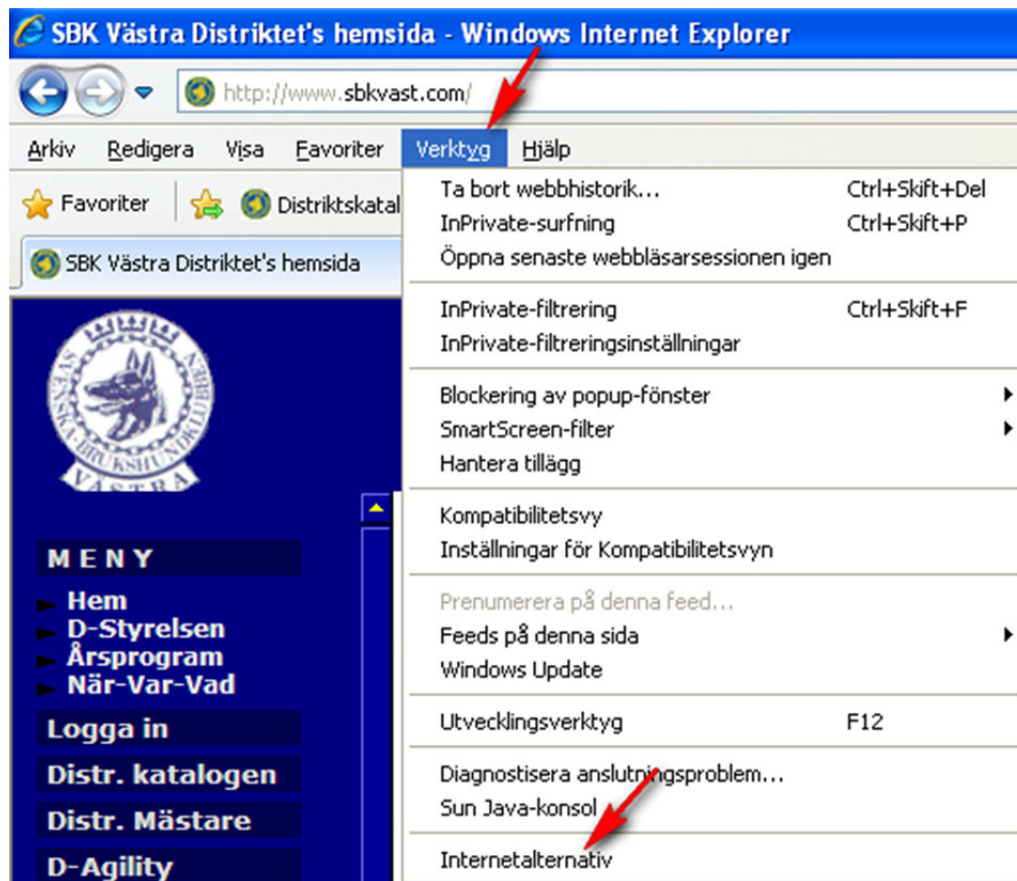 SBK Västra Distriktet's hemsida - Windows Internet Explorer
http://www.sbkvast.com/
Arkiv Redigera Visa Favoriter Verktyg Hjälp
Favoriter Distriktskatal
SBK Västra Distriktet's hemsida
Ta bort webbhistorik... Ctrl+Skift+Del
InPrivate-surfning Ctrl+Skift+P
Öppna senaste webbläsarsessionen igen
InPrivate-filtrering Ctrl+Skift+F
InPrivate-filtreringsinställningar
Blockering av popup-fönster
SmartScreen-filter
Hantera tillägg
Kompatibilitetsvy
Inställningar för Kompatibilitetsvyn
Prenumerera på denna feed...
Feeds på denna sida
Windows Update
Utvecklingsverktyg F12
Diagnostisera anslutningsproblem...
Sun Java-konsol
Internetalternativ
SVENSKA BRUKSHUNDKLUBBEN
VÄSTRA
MENY
Hem
D-Styrelsen
Årsprogram
När-Var-Vad
Logga in
Distr. katalogen
Distr. Mästare
D-Agility